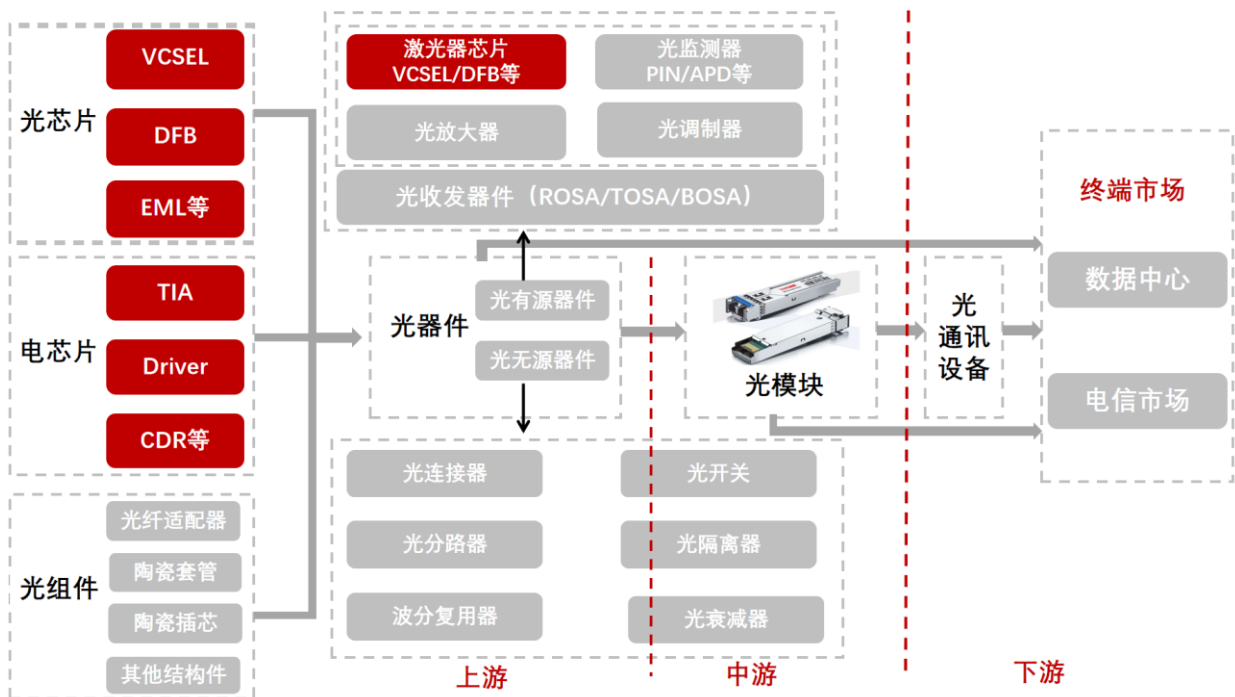 光芯片
VCSEL
DFB
EML等
电芯片
TIA
Driver
CDR等
光组件
光纤适配器
陶瓷套管
陶瓷插芯
其他结构件
激光器芯片
VCSEL/DFB等
光监测器
PIN/APD等
光放大器
光调制器
光收发器件（ROSA/TOSA/BOSA）
光器件
光有源器件
光无源器件
光连接器
光开关
光分路器
光隔离器
波分复用器
光衰减器
光模块
光
通讯
设备
终端市场
数据中心
电信市场
上游
中游
下游